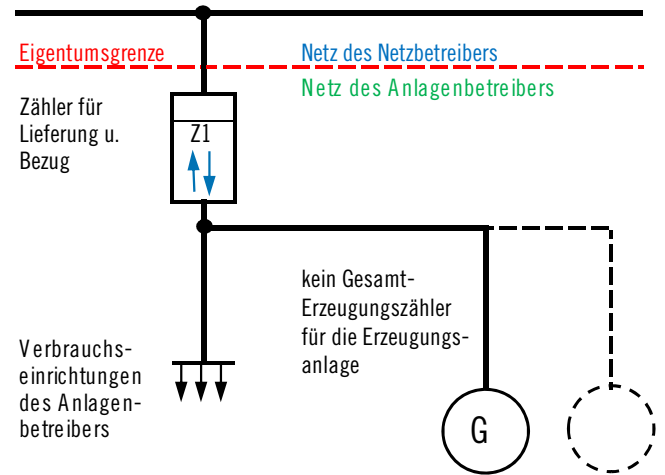 Eigentumsgrenze
Netz des Netzbetreibers
Netz des Anlagenbetreibers
Zähler für
Lieferung u.
Bezug
Z1
kein Gesamt-
Erzeugungszähler
für die Erzeugungs-
anlage
Verbrauchs-
einrichtungen
des Anlagen-
betreibers
G